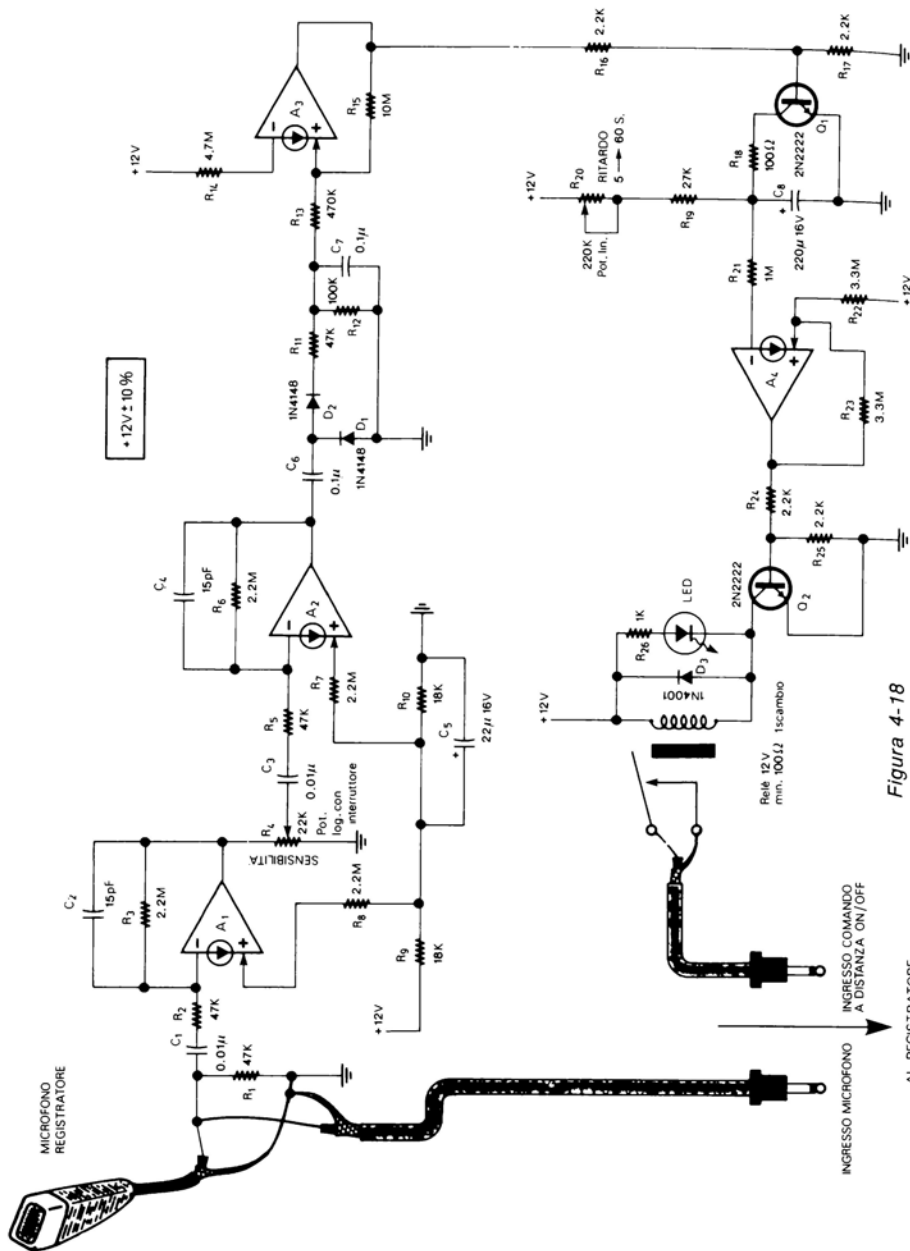 MICROFONO
REGISTRATORE
C₁
0.01µ
R₁
47K
R₂
47K
C₂
15pF
R₃
2.2M
A₁
−
+
R₄
22K
Pot.
log. con
interruttore
SENSIBILITÀ
R₈
2.2M
+12V
R₉
18K
C₃
0.01µ
R₅
47K
C₄
15pF
R₆
2.2M
A₂
−
+
R₇
2.2M
R₁₀
18K
C₅
+
22µ 16V
+12V ± 10 %
C₆
0.1µ
D₁
1N4148
D₂
1N4148
R₁₁
47K
R₁₂
100K
C₇
0.1µ
R₁₃
470K
+12V
R₁₄
4.7M
A₃
−
+
R₁₅
10M
R₁₆
2.2K
R₁₇
2.2K
Q₁
2N2222
R₁₈
100Ω
C₈
+
220µ 16V
+12V
R₂₀
RITARDO
5 → 60 S.
220K
Pot. lin.
R₁₉
27K
R₂₁
1M
A₄
−
+
R₂₂
3.3M
+12V
R₂₃
3.3M
R₂₄
2.2K
R₂₅
2.2K
2N2222
Q₂
LED
R₂₆
1K
D₃
1N4001
+12V
Relè 12V
min. 100Ω 1scambio
INGRESSO MICROFONO
INGRESSO COMANDO
A DISTANZA ON/OFF
AL REGISTRATORE
Figura 4-18